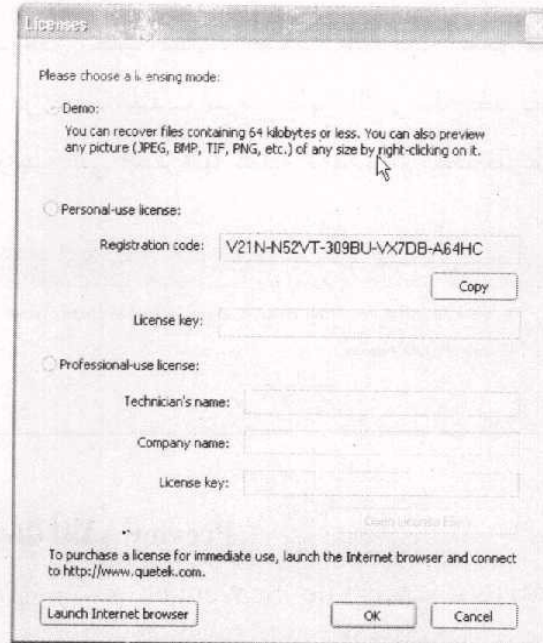 Licenses
Please choose a licensing mode:
Demo:
You can recover files containing 64 kilobytes or less. You can also preview
any picture (JPEG, BMP, TIF, PNG, etc.) of any size by right-clicking on it.
Personal-use license:
Registration code: V21N-N52VT-309BU-VX7DB-A64HC
Copy
License key:
Professional-use license:
Technician's name:
Company name:
License key:
Open License File
To purchase a license for immediate use, launch the Internet browser and connect
to http://www.quetek.com.
Launch Internet browser OK Cancel